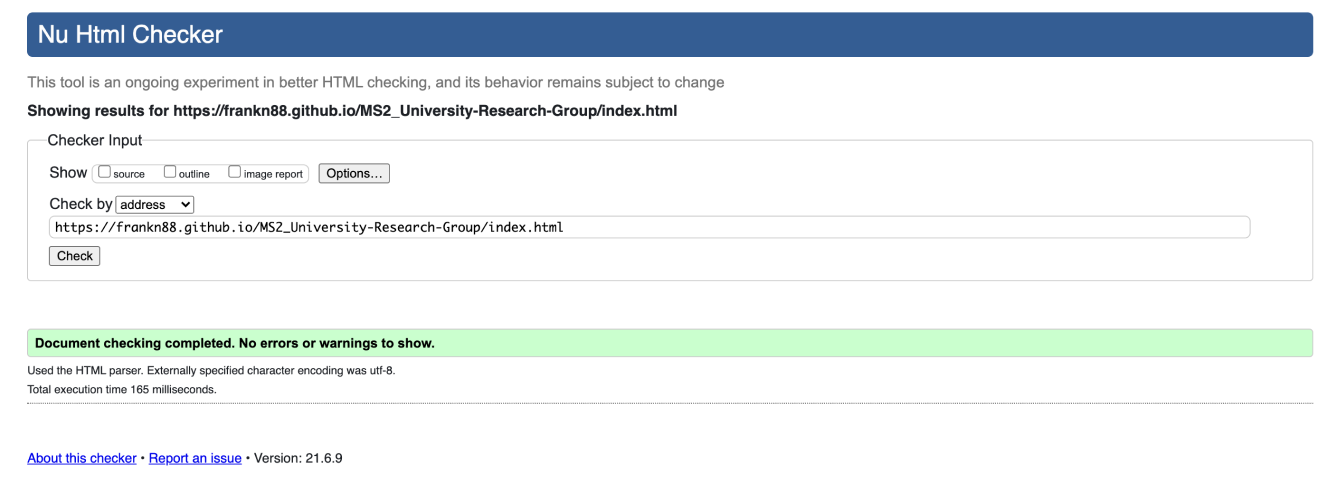 Nu Html Checker
This tool is an ongoing experiment in better HTML checking, and its behavior remains subject to change
Showing results for https://frankn88.github.io/MS2_University-Research-Group/index.html
Checker Input
Show source outline image report Options...
Check by address
https://frankn88.github.io/MS2_University-Research-Group/index.html
Check
Document checking completed. No errors or warnings to show.
Used the HTML parser. Externally specified character encoding was utf-8.
Total execution time 165 milliseconds.
About this checker • Report an issue • Version: 21.6.9